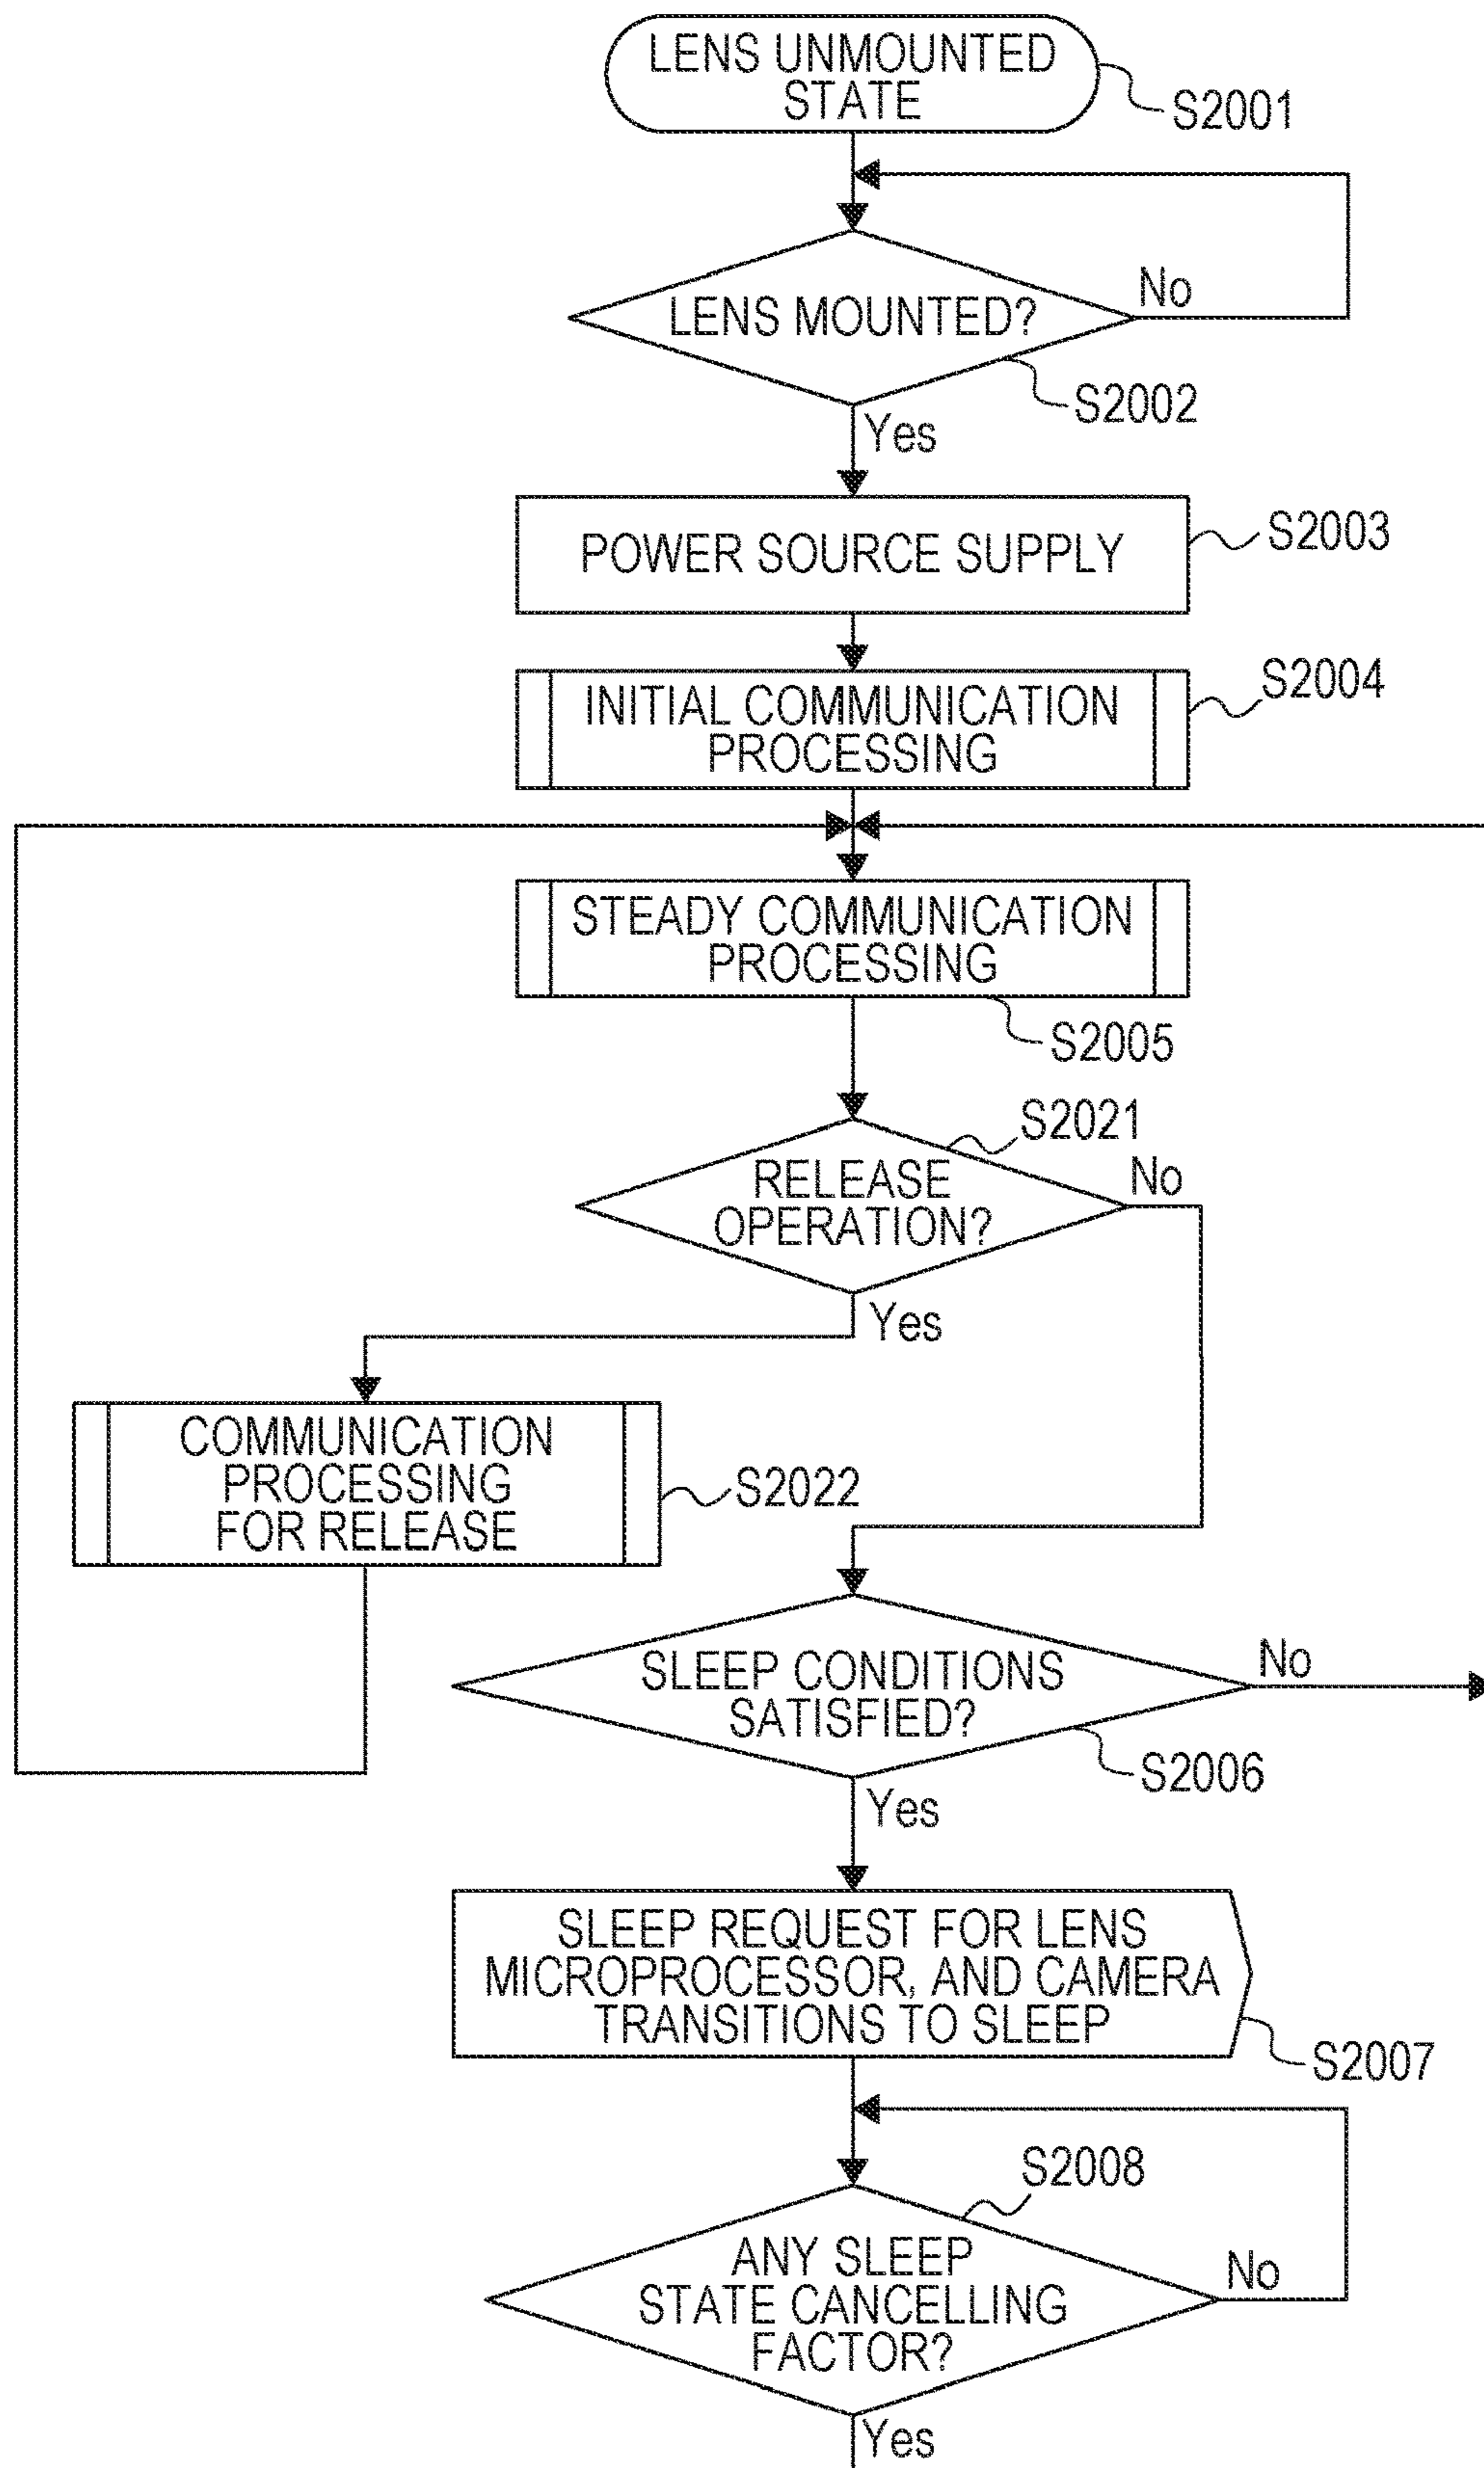 LENS UNMOUNTED
STATE
S2001
No
LENS MOUNTED?
S2002
Yes
POWER SOURCE SUPPLY
S2003
INITIAL COMMUNICATION
PROCESSING
S2004
STEADY COMMUNICATION
PROCESSING
S2005
S2021
RELEASE
OPERATION?
No
Yes
COMMUNICATION
PROCESSING
FOR RELEASE
S2022
SLEEP CONDITIONS
SATISFIED?
No
S2006
Yes
SLEEP REQUEST FOR LENS
MICROPROCESSOR, AND CAMERA
TRANSITIONS TO SLEEP
S2007
S2008
ANY SLEEP
STATE CANCELLING
FACTOR?
No
Yes